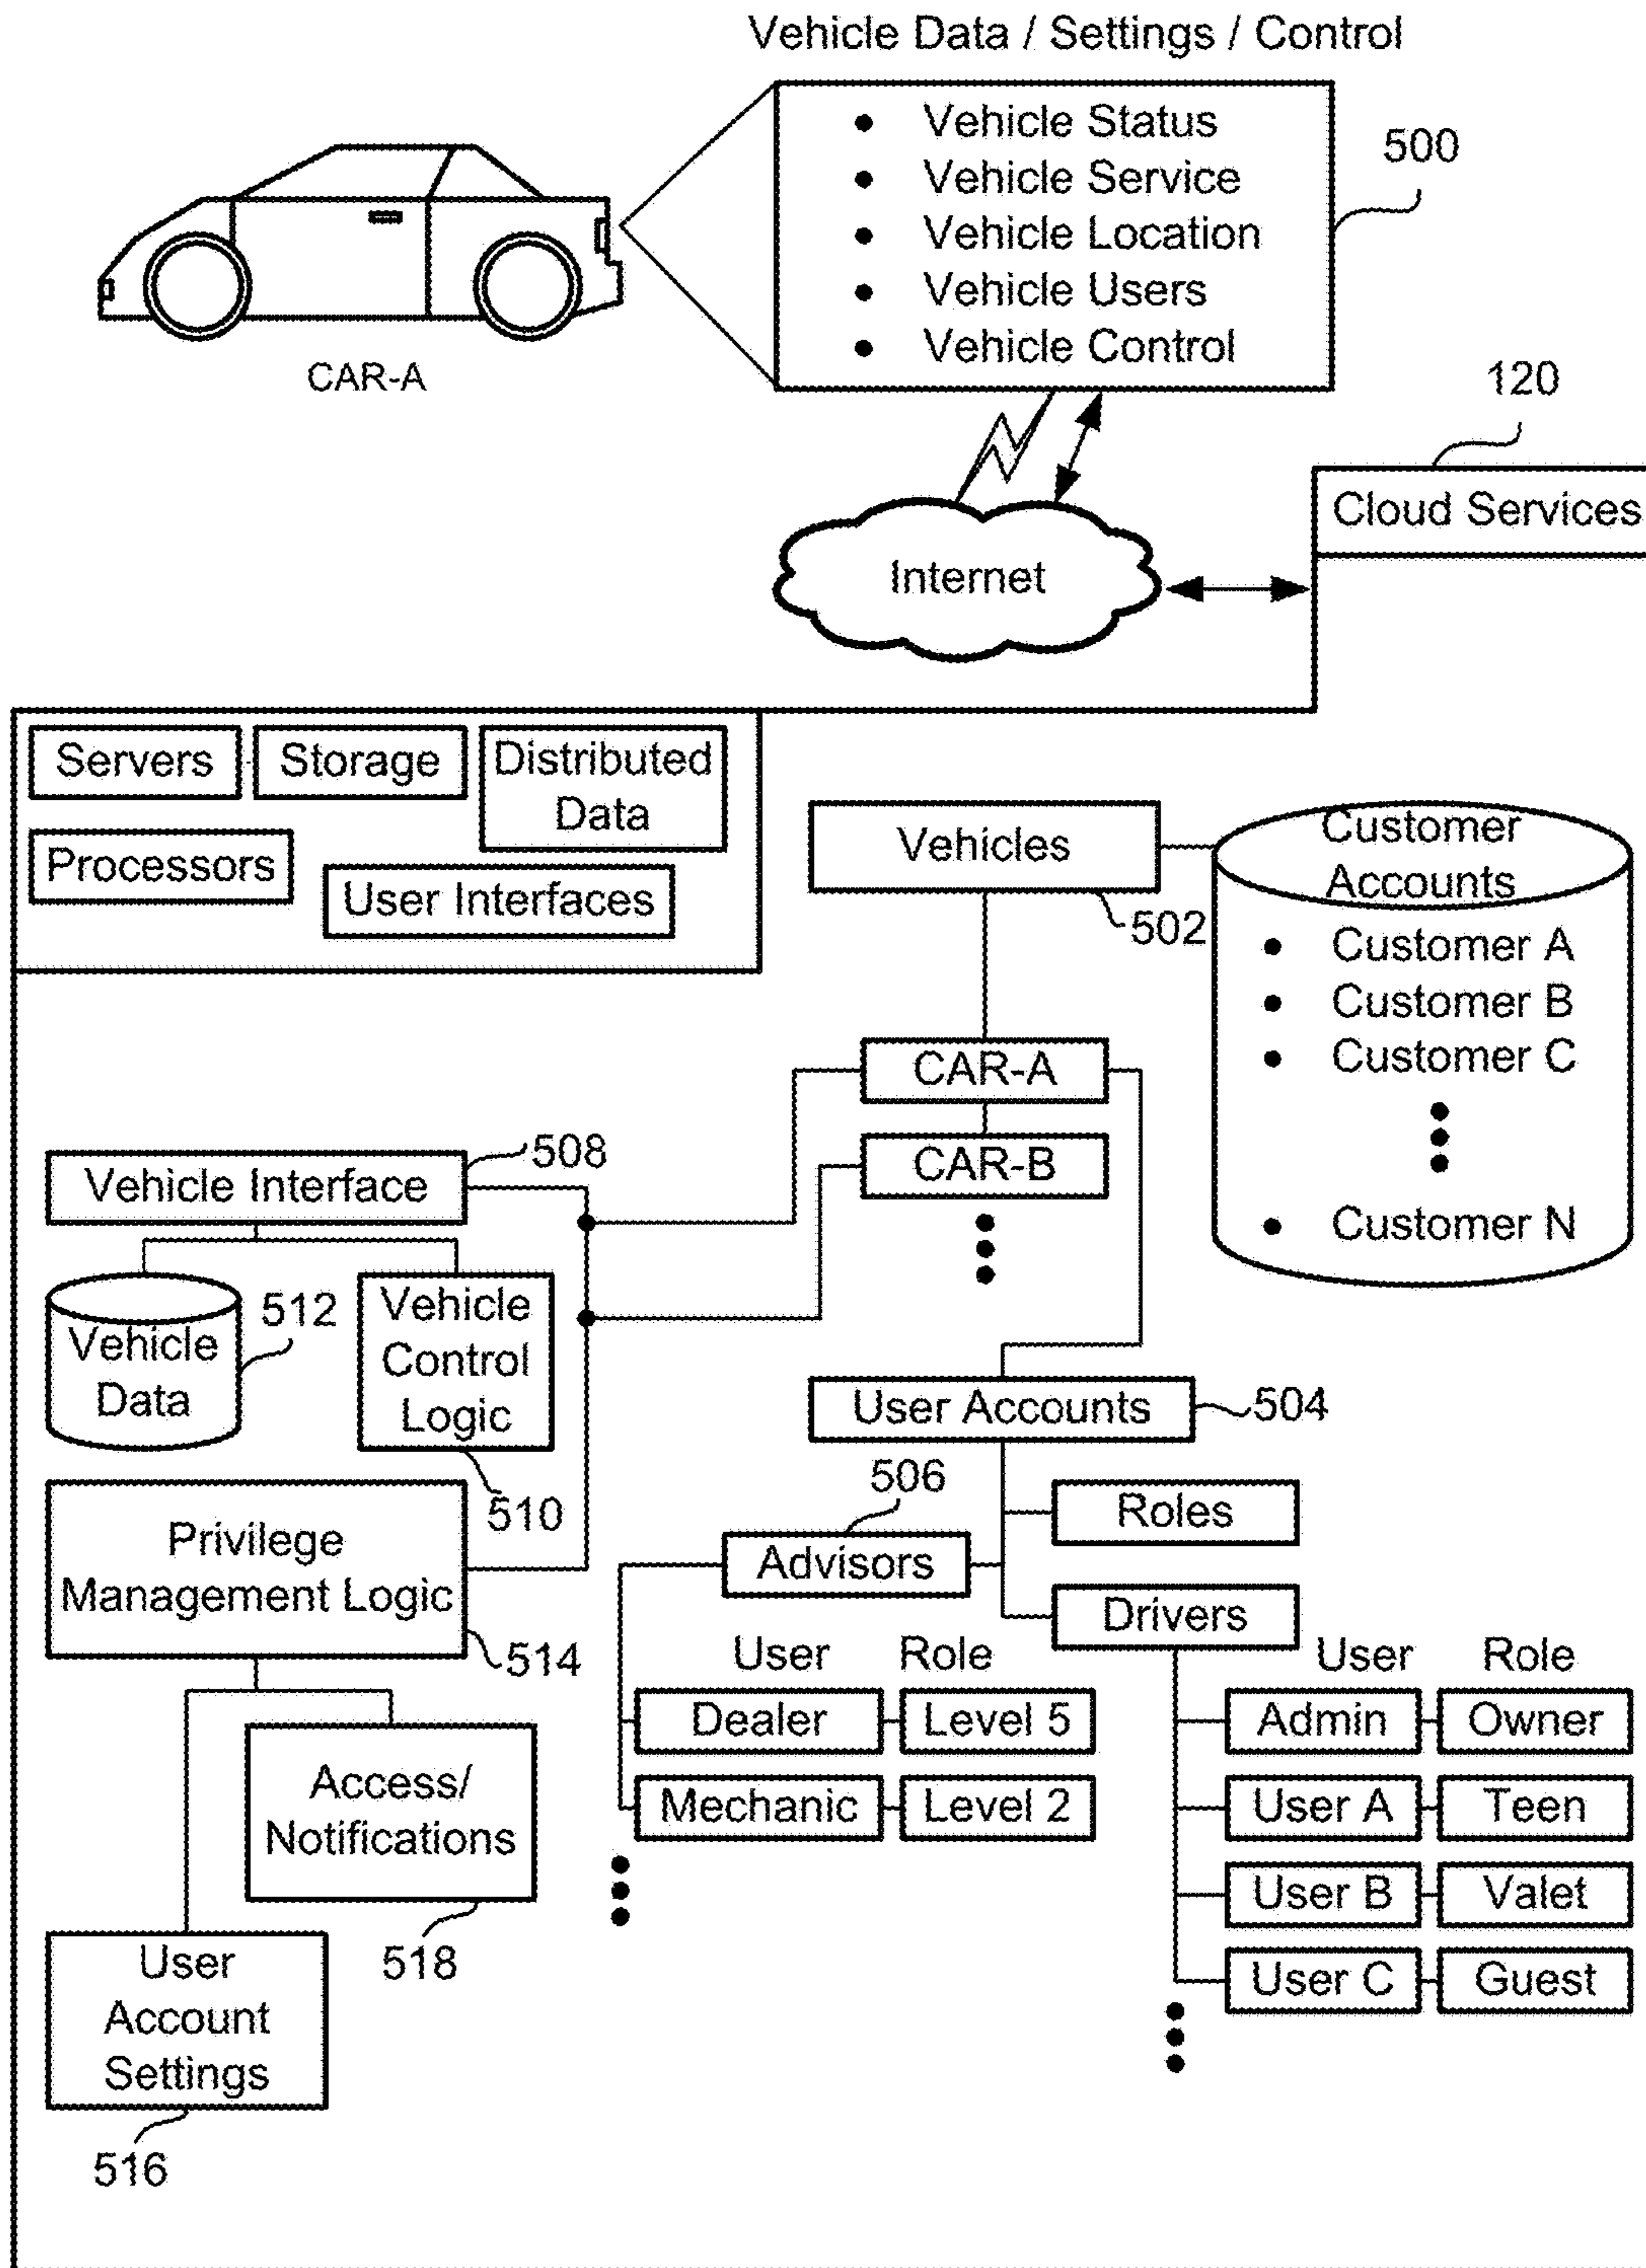 Vehicle Data / Settings / Control
• Vehicle Status
• Vehicle Service
• Vehicle Location
• Vehicle Users
• Vehicle Control
500
CAR-A
120
Cloud Services
Internet
Servers
Storage
Distributed
Data
Processors
User Interfaces
Vehicles
502
Customer
Accounts
• Customer A
• Customer B
• Customer C
• Customer N
CAR-A
CAR-B
508
Vehicle Interface
512
Vehicle
Data
Vehicle
Control
Logic
510
User Accounts
504
506
Advisors
Roles
Drivers
Privilege
Management Logic
514
User Role
Dealer Level 5
Mechanic Level 2
User Role
Admin Owner
User A Teen
User B Valet
User C Guest
Access/
Notifications
518
User
Account
Settings
516